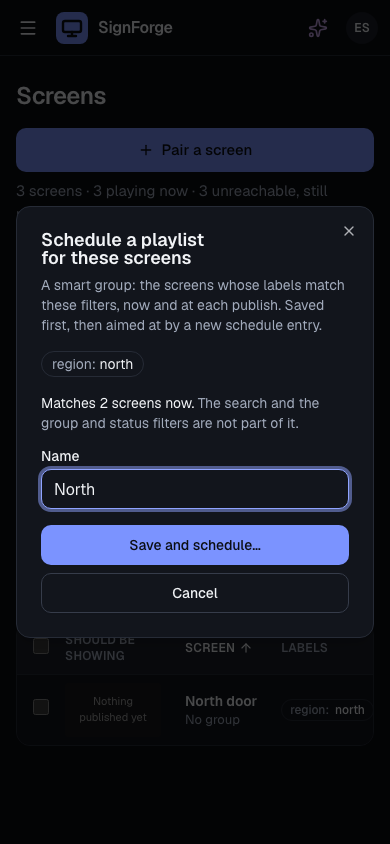 SignForge
ES
Screens
Pair a screen
3 screens · 3 playing now · 3 unreachable, still
Schedule a playlist
for these screens
A smart group: the screens whose labels match
these filters, now and at each publish. Saved
first, then aimed at by a new schedule entry.
region: north
Matches 2 screens now. The search and the
group and status filters are not part of it.
Name
North
Save and schedule…
Cancel
SHOULD BE
SHOWING
SCREEN ↑
LABELS
Nothing
published yet
North door
No group
region: north